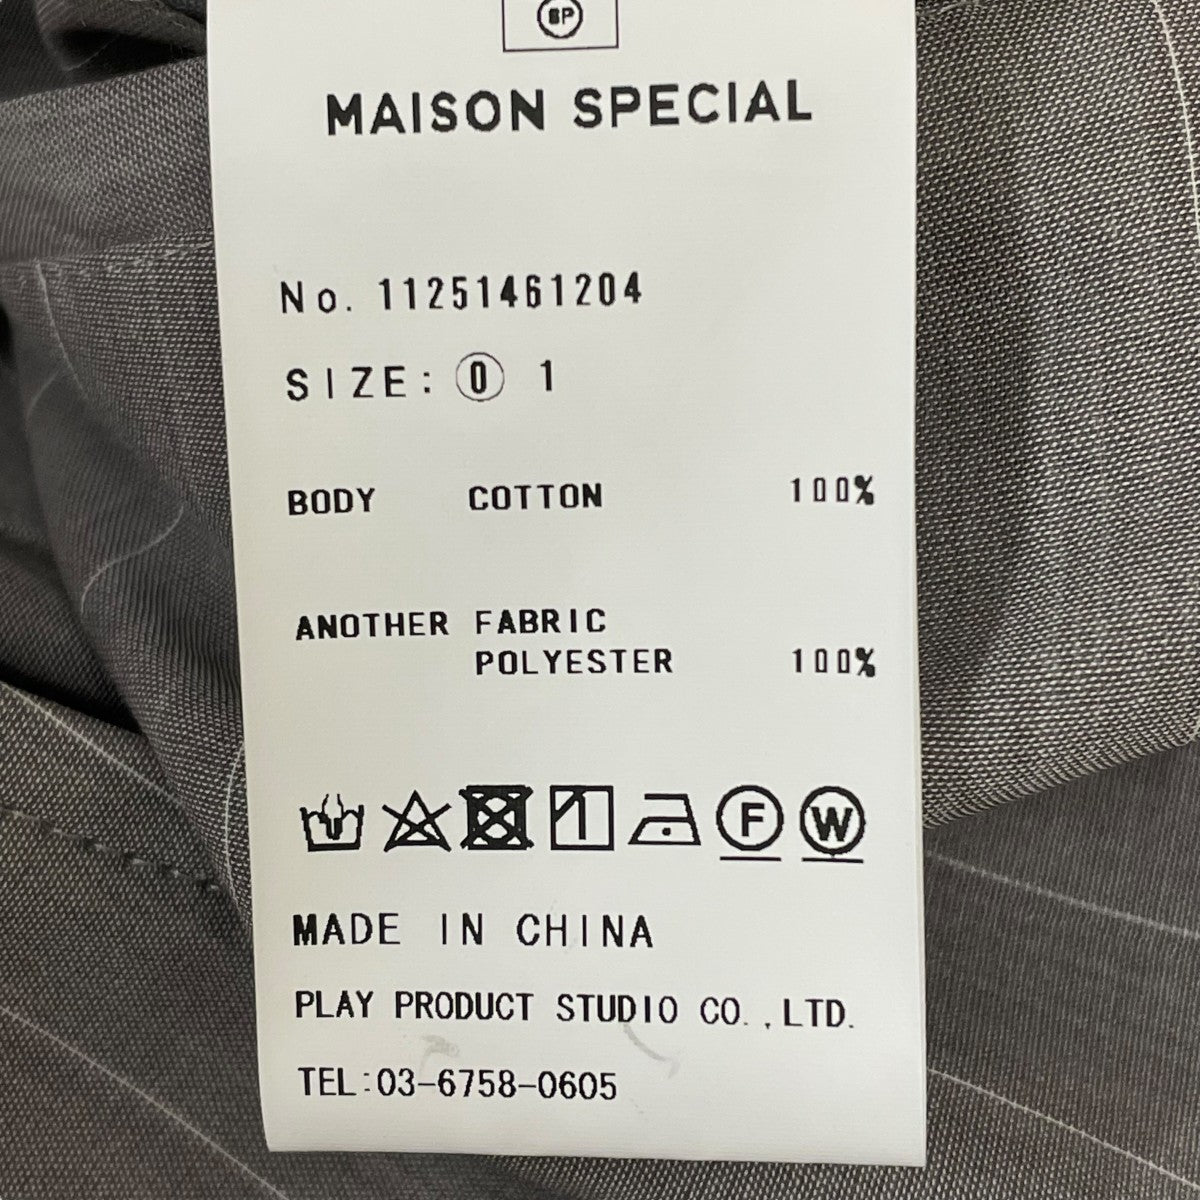 SP
MAISON SPECIAL
No. 11251461204
SIZE: 0 1
BODY COTTON 100%
ANOTHER FABRIC
POLYESTER 100%
F W
MADE IN CHINA
PLAY PRODUCT STUDIO CO.,LTD.
TEL:03-6758-0605